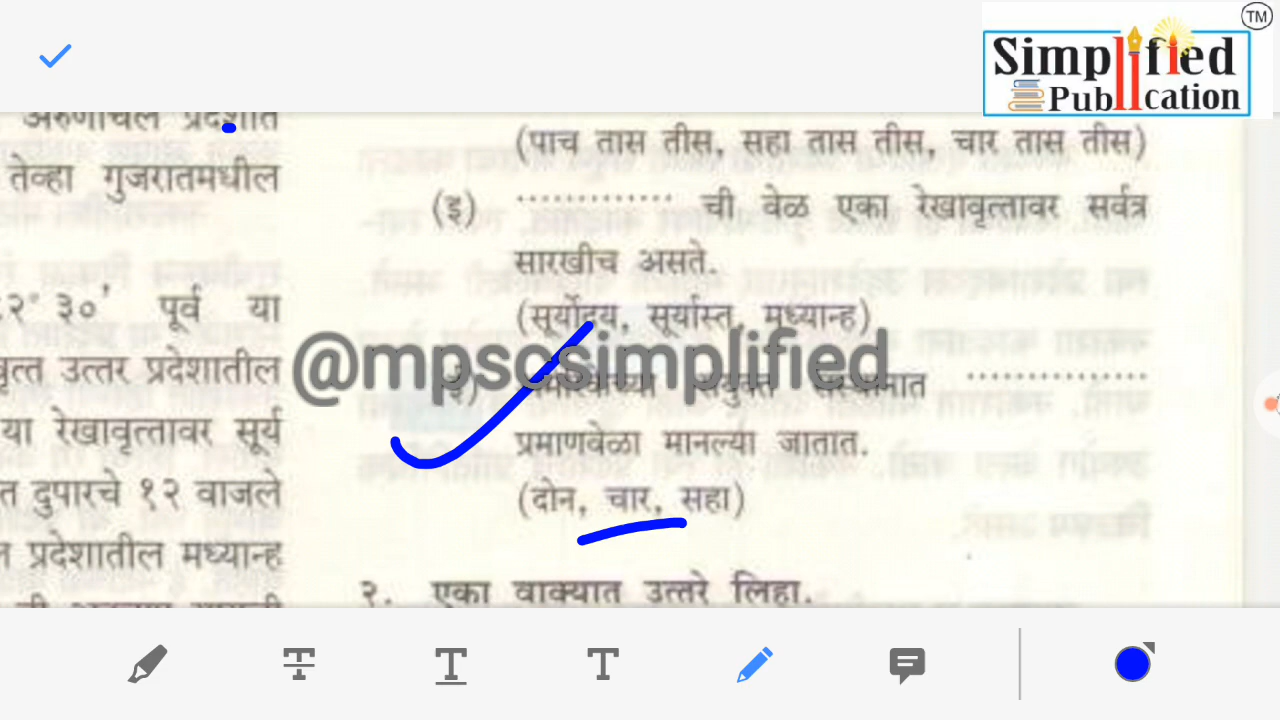 TM
Simplified
Publication
अरुणाचल प्रदेशात
तेव्हा गुजरातमधील
२° ३०' पूर्व या
उत्तर प्रदेशातील
या रेखावृत्तावर सूर्य
त दुपारचे १२ वाजले
प्रदेशातील मध्यान्ह
(पाच तास तीस, सहा तास तीस, चार तास तीस)
(इ) ············ ची वेळ एका रेखावृत्तावर सर्वत्र
सारखीच असते.
(सूर्योदय, सूर्यास्त, मध्यान्ह)
@mpscsimplified
(ई) ··············
प्रमाणवेळा मानल्या जातात.
(दोन, चार, सहा)
२. एका वाक्यात उत्तरे लिहा.
T
T
T